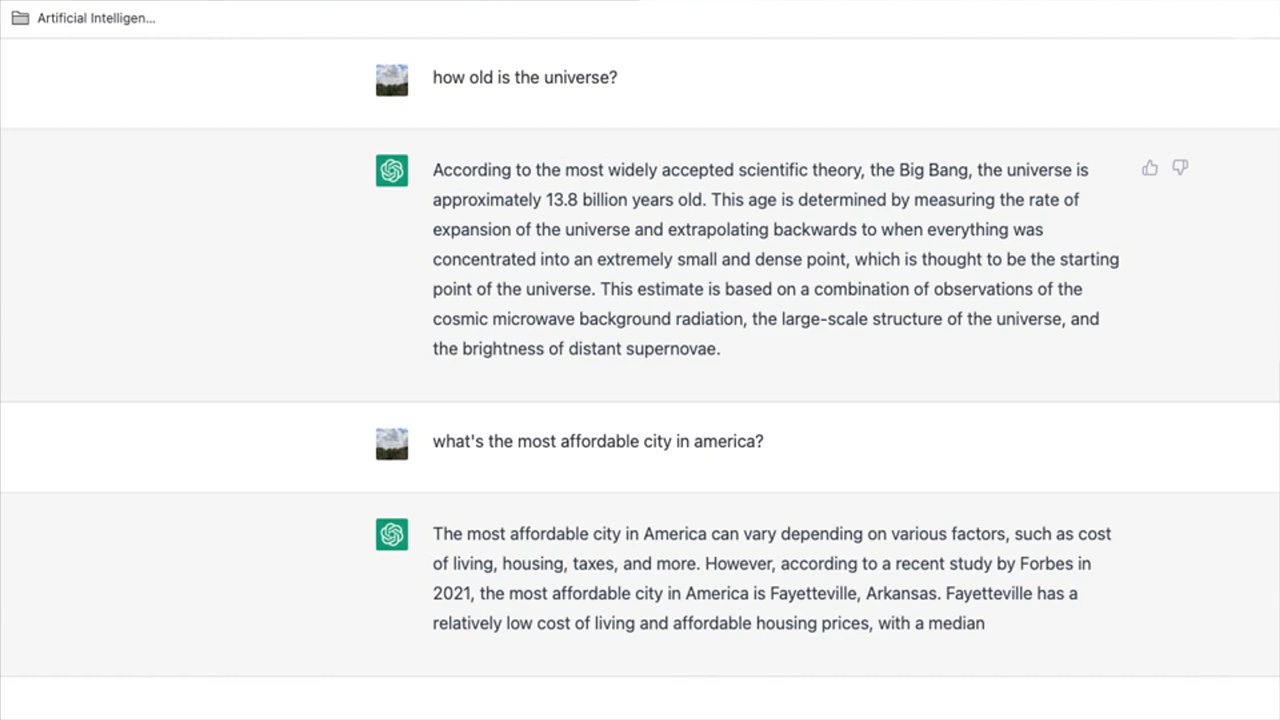 Artificial Intelligen...
how old is the universe?
According to the most widely accepted scientific theory, the Big Bang, the universe is
approximately 13.8 billion years old. This age is determined by measuring the rate of
expansion of the universe and extrapolating backwards to when everything was
concentrated into an extremely small and dense point, which is thought to be the starting
point of the universe. This estimate is based on a combination of observations of the
cosmic microwave background radiation, the large-scale structure of the universe, and
the brightness of distant supernovae.
what's the most affordable city in america?
The most affordable city in America can vary depending on various factors, such as cost
of living, housing, taxes, and more. However, according to a recent study by Forbes in
2021, the most affordable city in America is Fayetteville, Arkansas. Fayetteville has a
relatively low cost of living and affordable housing prices, with a median